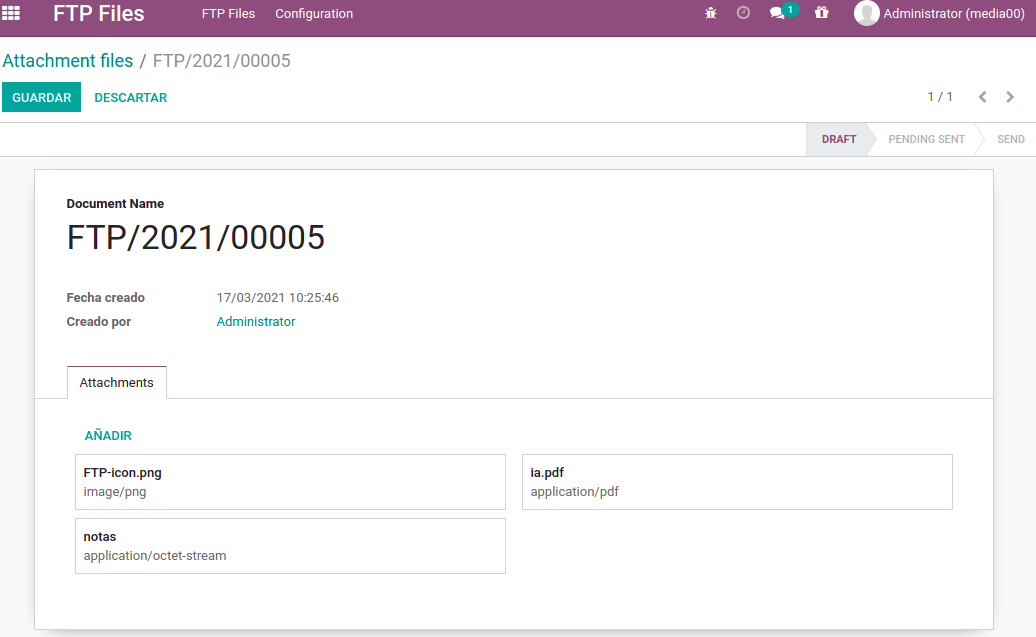 FTP Files FTP Files Configuration 1 Administrator (media00)
Attachment files / FTP/2021/00005
GUARDAR DESCARTAR 1 / 1
DRAFT PENDING SENT SEND
Document Name
FTP/2021/00005
Fecha creado 17/03/2021 10:25:46
Creado por Administrator
Attachments
AÑADIR
FTP-icon.png
image/png
ia.pdf
application/pdf
notas
application/octet-stream